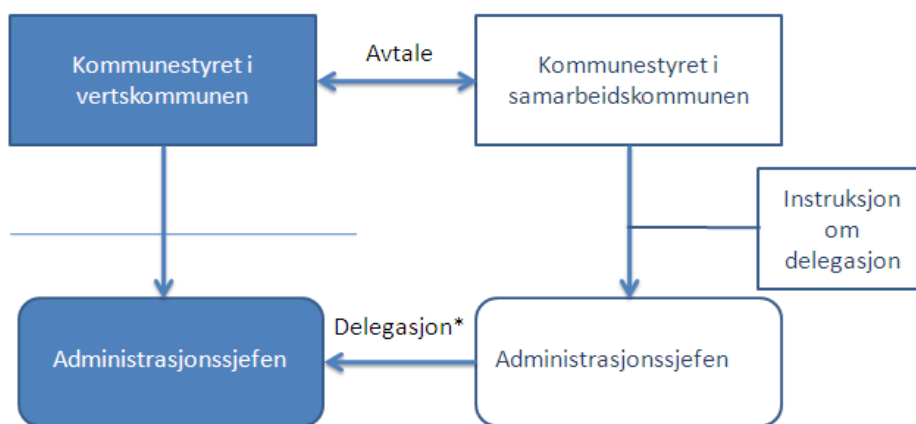 Kommunestyret i
vertskommunen
Avtale
Kommunestyret i
samarbeidskommunen
Instruksjon
om
delegasjon
Administrasjonssjefen
Delegasjon*
Administrasjonssjefen